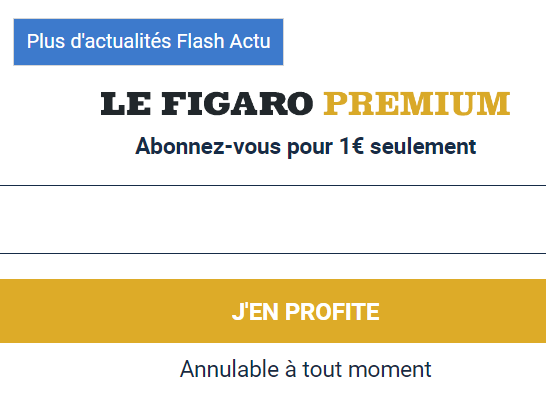 Plus d'actualités Flash Actu
LE FIGARO PREMIUM
Abonnez-vous pour 1€ seulement
J'EN PROFITE
Annulable à tout moment